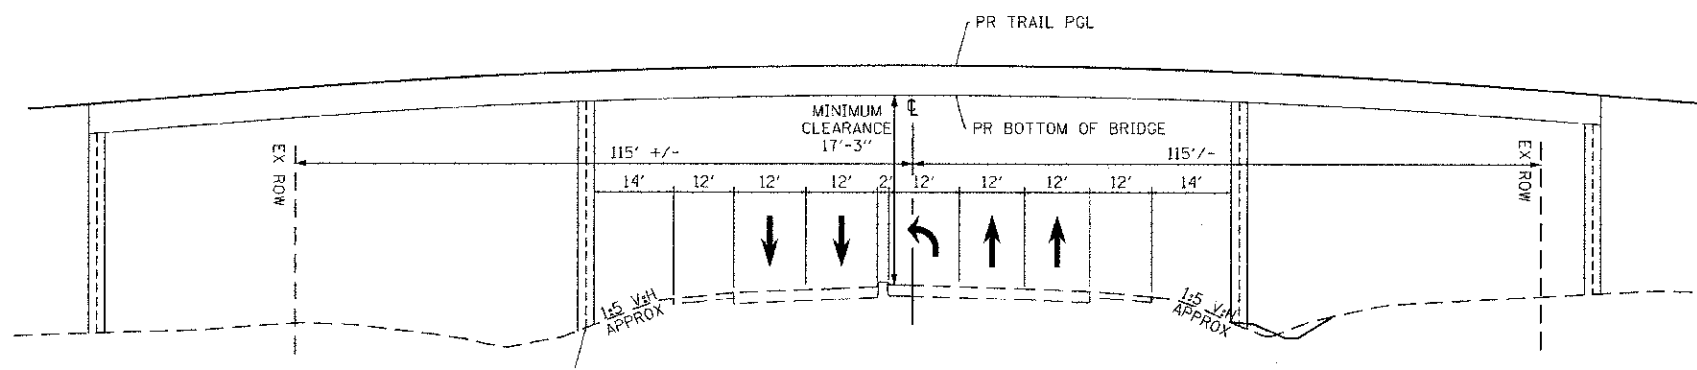 PR TRAIL PGL
MINIMUM
CLEARANCE
17'-3"
℄
PR BOTTOM OF BRIDGE
EX ROW
115' +/-
115'/-
EX ROW
14' 12' 12' 12' 2' 12' 12' 12' 12' 14'
1:5 V:H
APPROX
1:5 V:H
APPROX